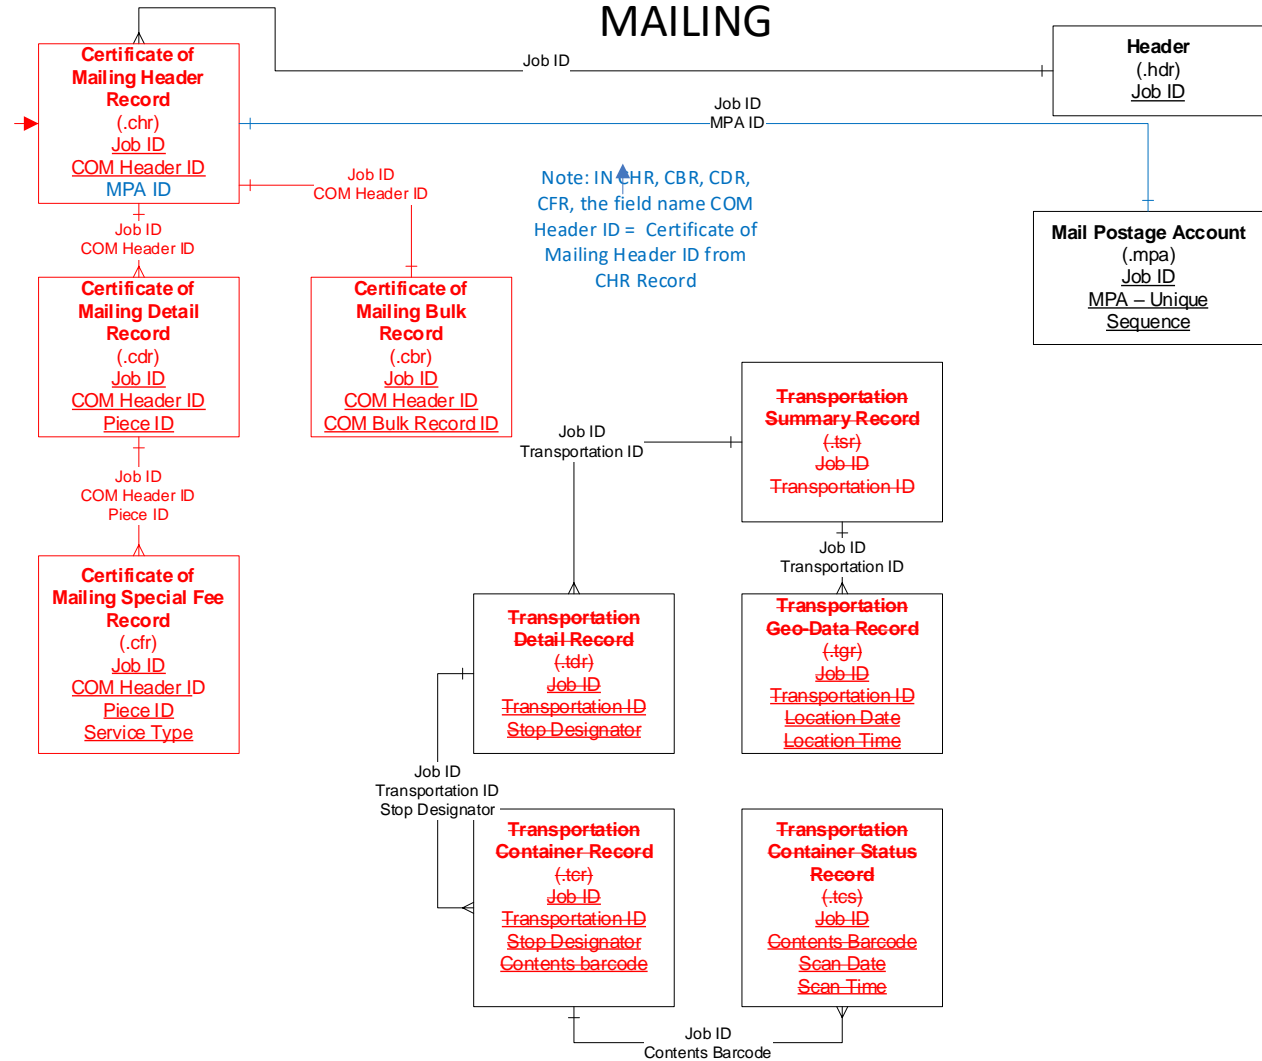 MAILING
Certificate of
Mailing Header
Record
(.chr)
Job ID
COM Header ID
MPA ID
Job ID
Header
(.hdr)
Job ID
Job ID
MPA ID
Job ID
COM Header ID
Note: IN CHR, CBR, CDR,
CFR, the field name COM
Header ID = Certificate of
Mailing Header ID from
CHR Record
Mail Postage Account
(.mpa)
Job ID
MPA – Unique
Sequence
Job ID
COM Header ID
Certificate of
Mailing Detail
Record
(.cdr)
Job ID
COM Header ID
Piece ID
Certificate of
Mailing Bulk
Record
(.cbr)
Job ID
COM Header ID
COM Bulk Record ID
Job ID
COM Header ID
Piece ID
Certificate of
Mailing Special Fee
Record
(.cfr)
Job ID
COM Header ID
Piece ID
Service Type
Job ID
Transportation ID
Transportation
Summary Record
(.tsr)
Job ID
Transportation ID
Job ID
Transportation ID
Transportation
Detail Record
(.tdr)
Job ID
Transportation ID
Stop Designator
Transportation
Geo-Data Record
(.tgr)
Job ID
Transportation ID
Location Date
Location Time
Job ID
Transportation ID
Stop Designator
Transportation
Container Record
(.tcr)
Job ID
Transportation ID
Stop Designator
Contents barcode
Transportation
Container Status
Record
(.tcs)
Job ID
Contents Barcode
Scan Date
Scan Time
Job ID
Contents Barcode